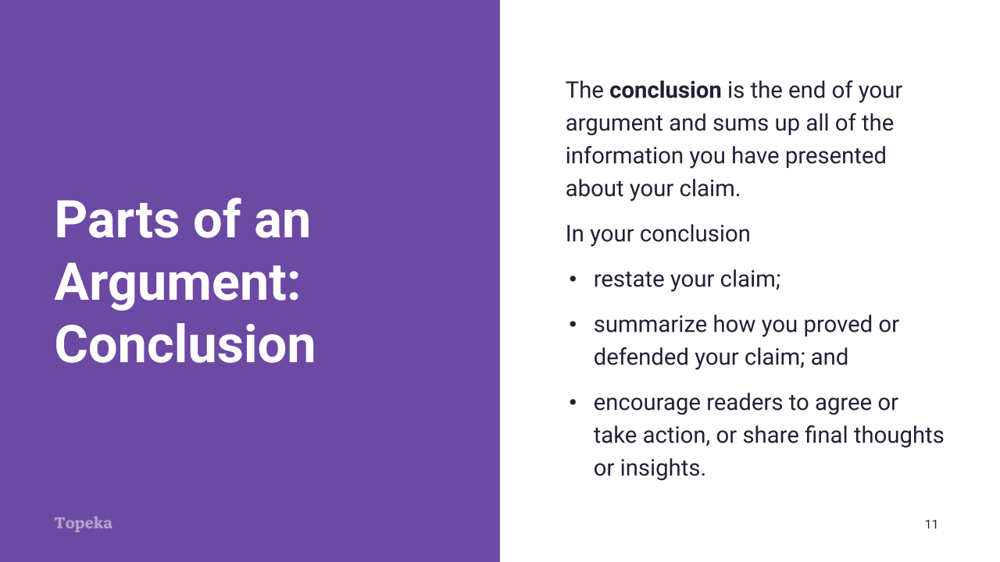 Parts of an
Argument:
Conclusion
Topeka
The conclusion is the end of your
argument and sums up all of the
information you have presented
about your claim.
In your conclusion
• restate your claim;
• summarize how you proved or
defended your claim; and
• encourage readers to agree or
take action, or share final thoughts
or insights.
11